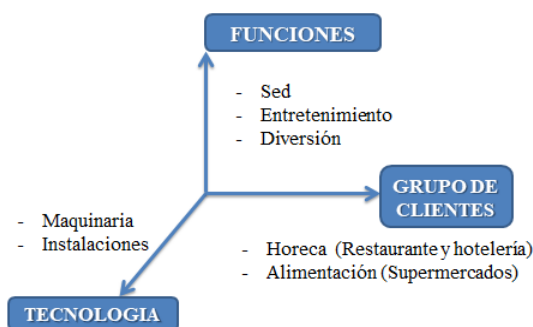 FUNCIONES
- Sed
- Entretenimiento
- Diversión
GRUPO DE
CLIENTES
- Maquinaria
- Instalaciones
- Horeca (Restaurante y hotelería)
- Alimentación (Supermercados)
TECNOLOGIA